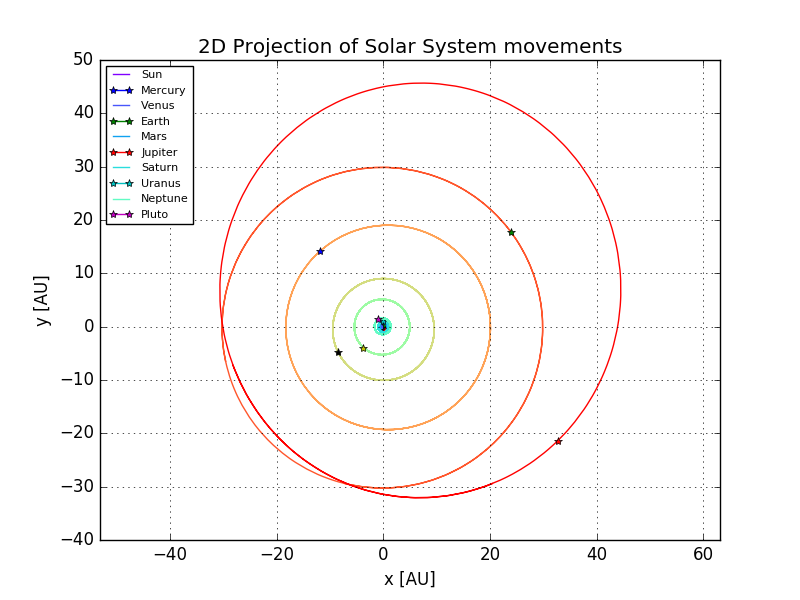 2D Projection of Solar System movements
50
40
30
20
10
0
−10
−20
−30
−40
y [AU]
Sun
Mercury
Venus
Earth
Mars
Jupiter
Saturn
Uranus
Neptune
Pluto
−40 −20 0 20 40 60
x [AU]